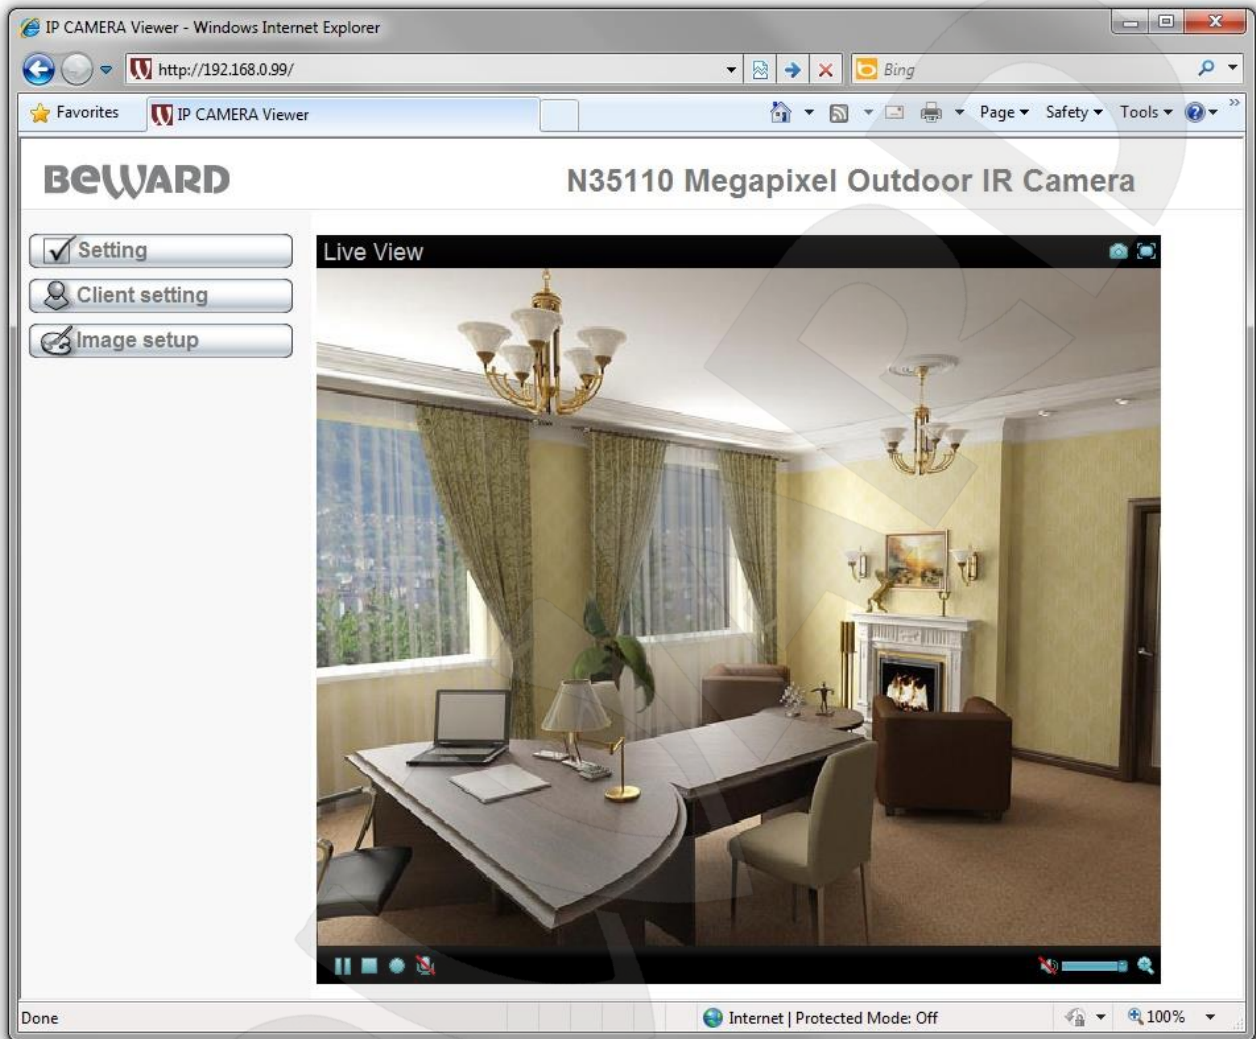 IP CAMERA Viewer - Windows Internet Explorer
http://192.168.0.99/
Bing
Favorites
IP CAMERA Viewer
Page
Safety
Tools
BEWARD
N35110 Megapixel Outdoor IR Camera
Setting
Client setting
Image setup
Live View
Done
Internet | Protected Mode: Off
100%